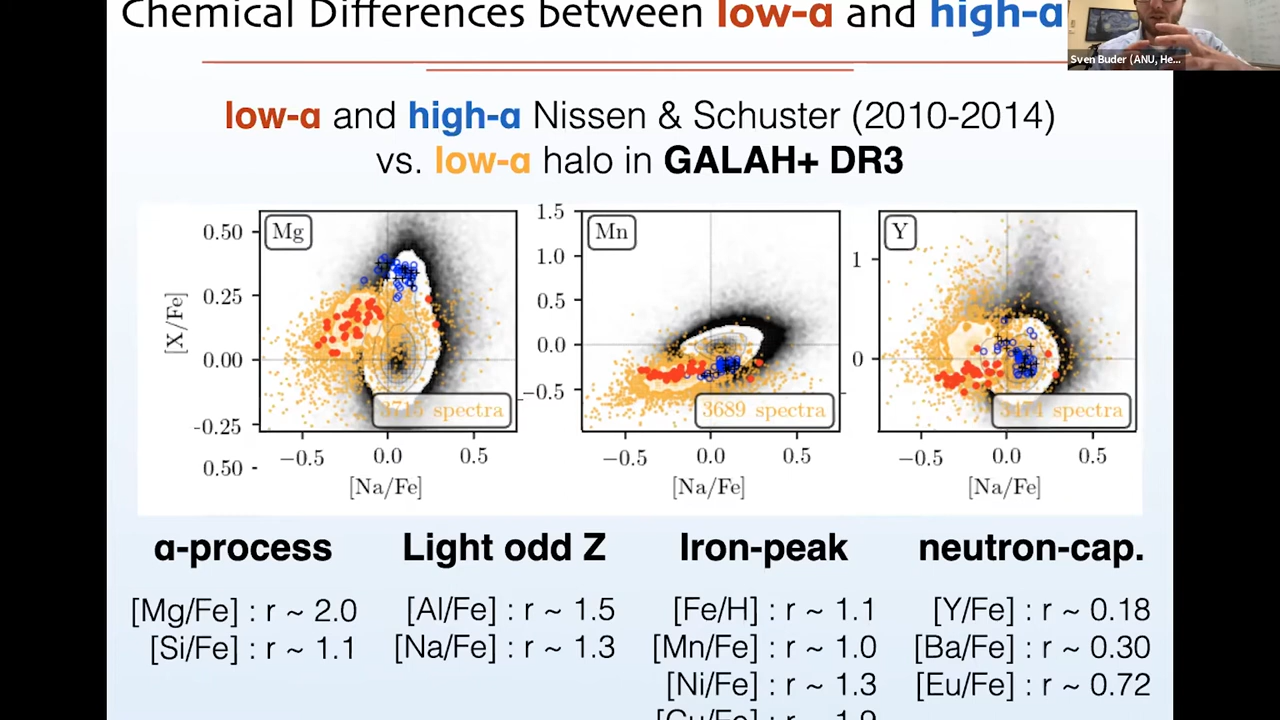 Chemical Differences between low-α and high-α
Sven Buder (ANU, He...
low-α and high-α Nissen & Schuster (2010-2014)
vs. low-α halo in GALAH+ DR3
Mg
0.50
0.25
0.00
-0.25
0.50 -
[X/Fe]
3715 spectra
−0.5 0.0 0.5
[Na/Fe]
Mn
1.5
1.0
0.5
0.0
−0.5
3689 spectra
−0.5 0.0 0.5
[Na/Fe]
Y
1
0
3474 spectra
−0.5 0.0 0.5
[Na/Fe]
α-process
[Mg/Fe] : r ~ 2.0
[Si/Fe] : r ~ 1.1
Light odd Z
[Al/Fe] : r ~ 1.5
[Na/Fe] : r ~ 1.3
Iron-peak
[Fe/H] : r ~ 1.1
[Mn/Fe] : r ~ 1.0
[Ni/Fe] : r ~ 1.3
neutron-cap.
[Y/Fe] : r ~ 0.18
[Ba/Fe] : r ~ 0.30
[Eu/Fe] : r ~ 0.72